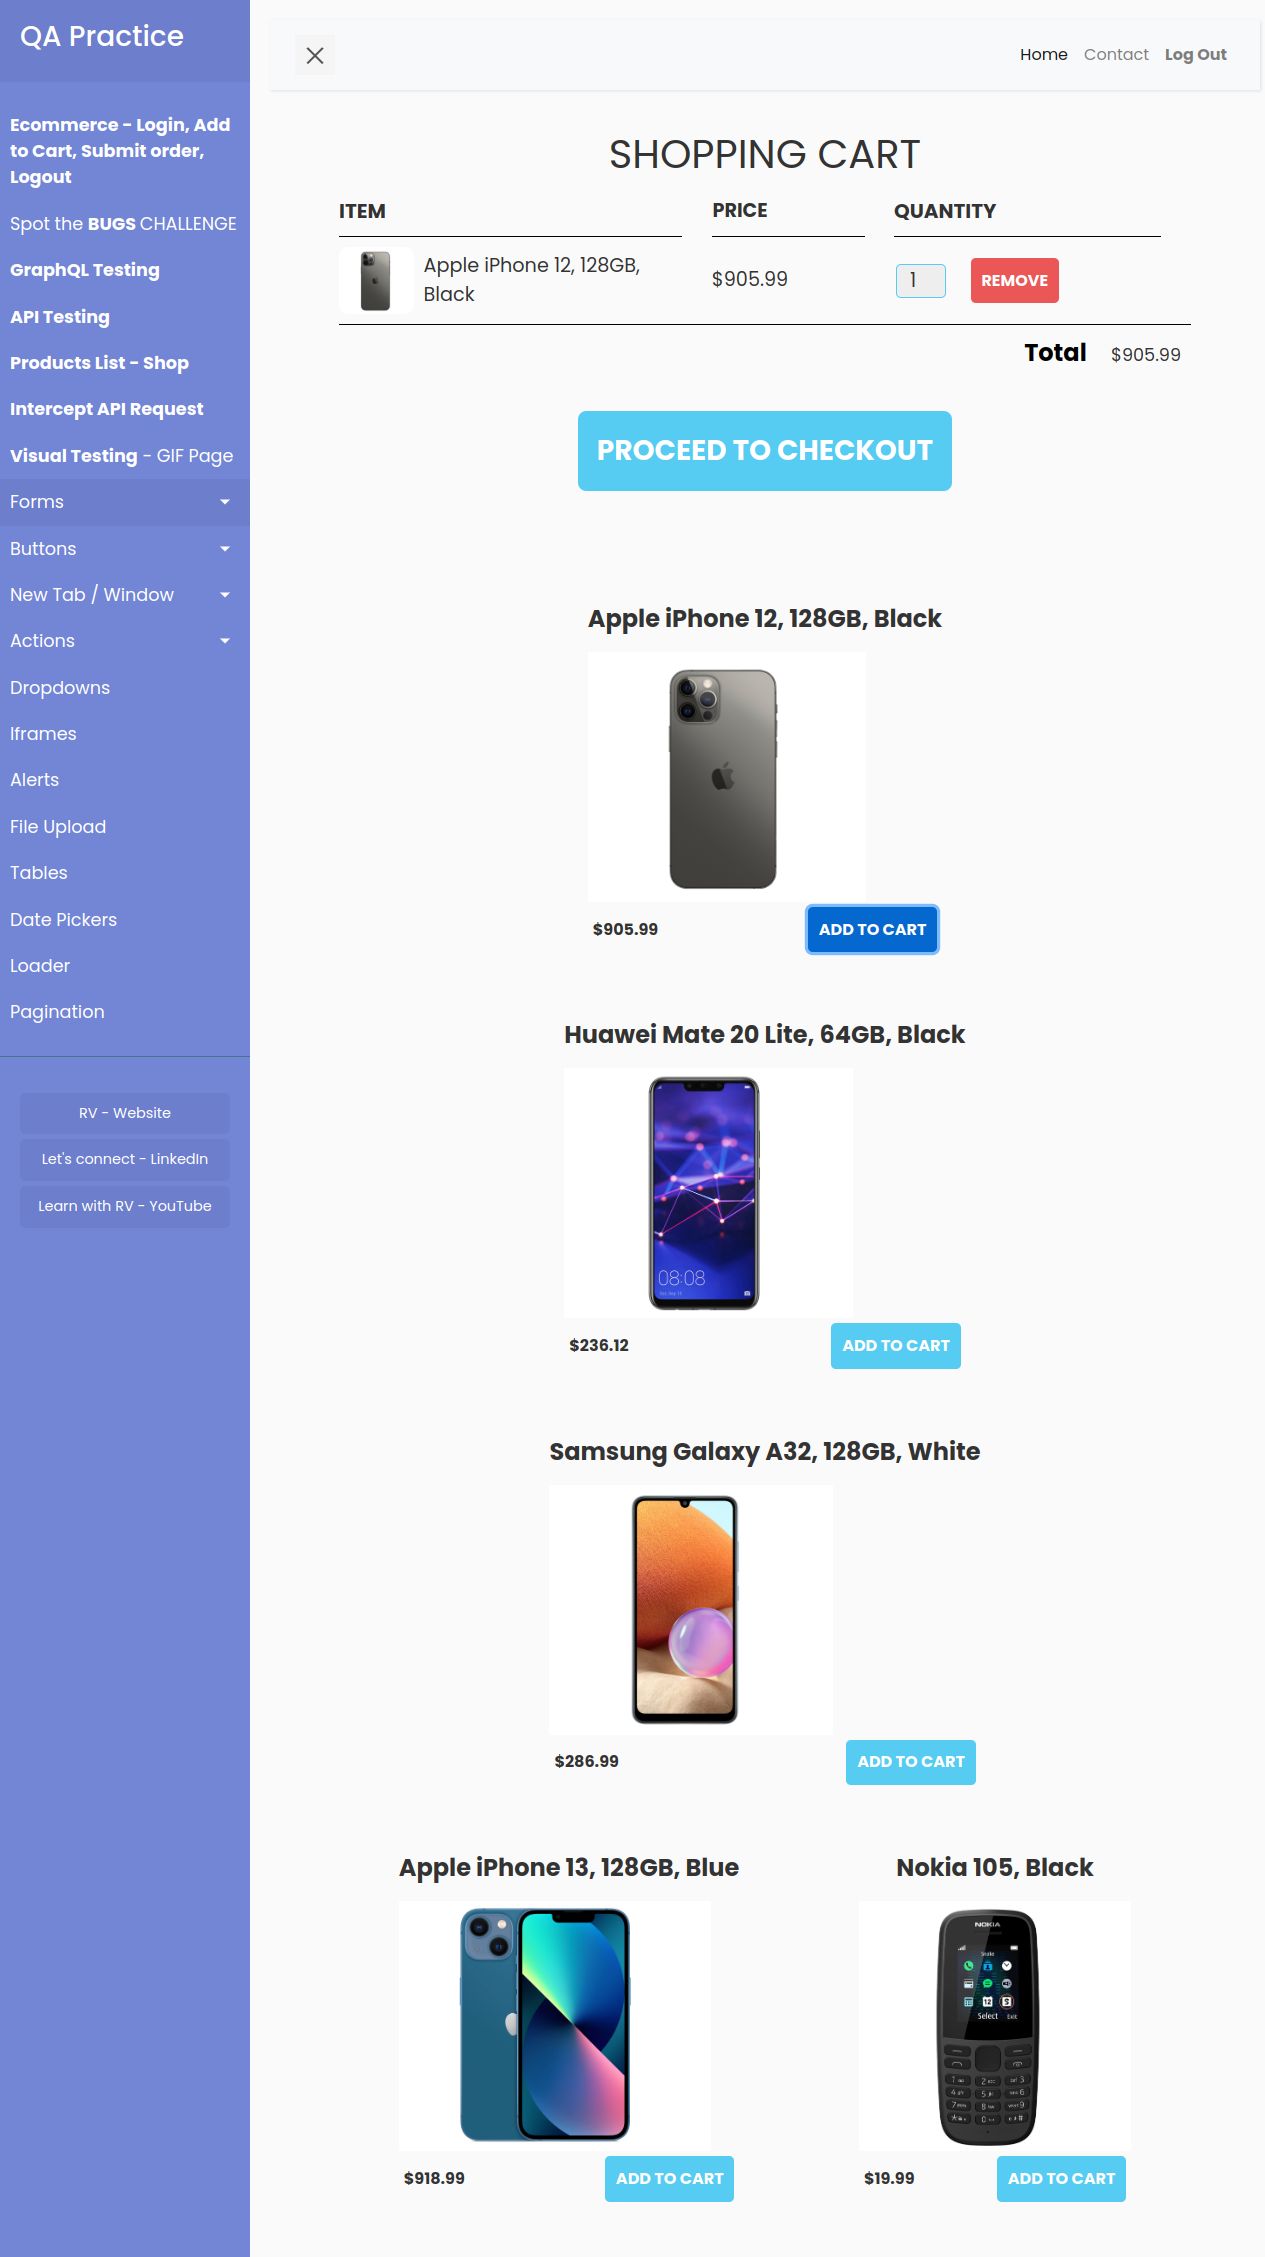 QA Practice
Ecommerce - Login, Add
to Cart, Submit order,
Logout
Spot the BUGS CHALLENGE
GraphQL Testing
API Testing
Products List - Shop
Intercept API Request
Visual Testing - GIF Page
Forms
Buttons
New Tab / Window
Actions
Dropdowns
Iframes
Alerts
File Upload
Tables
Date Pickers
Loader
Pagination
RV - Website
Let's connect - LinkedIn
Learn with RV - YouTube
Home Contact Log Out
SHOPPING CART
ITEM PRICE QUANTITY
Apple iPhone 12, 128GB,
Black
$905.99 1 REMOVE
Total $905.99
PROCEED TO CHECKOUT
Apple iPhone 12, 128GB, Black
$905.99 ADD TO CART
Huawei Mate 20 Lite, 64GB, Black
08:08
$236.12 ADD TO CART
Samsung Galaxy A32, 128GB, White
$286.99 ADD TO CART
Apple iPhone 13, 128GB, Blue
$918.99 ADD TO CART
Nokia 105, Black
NOKIA
Snake
12
Select Exit
$19.99 ADD TO CART